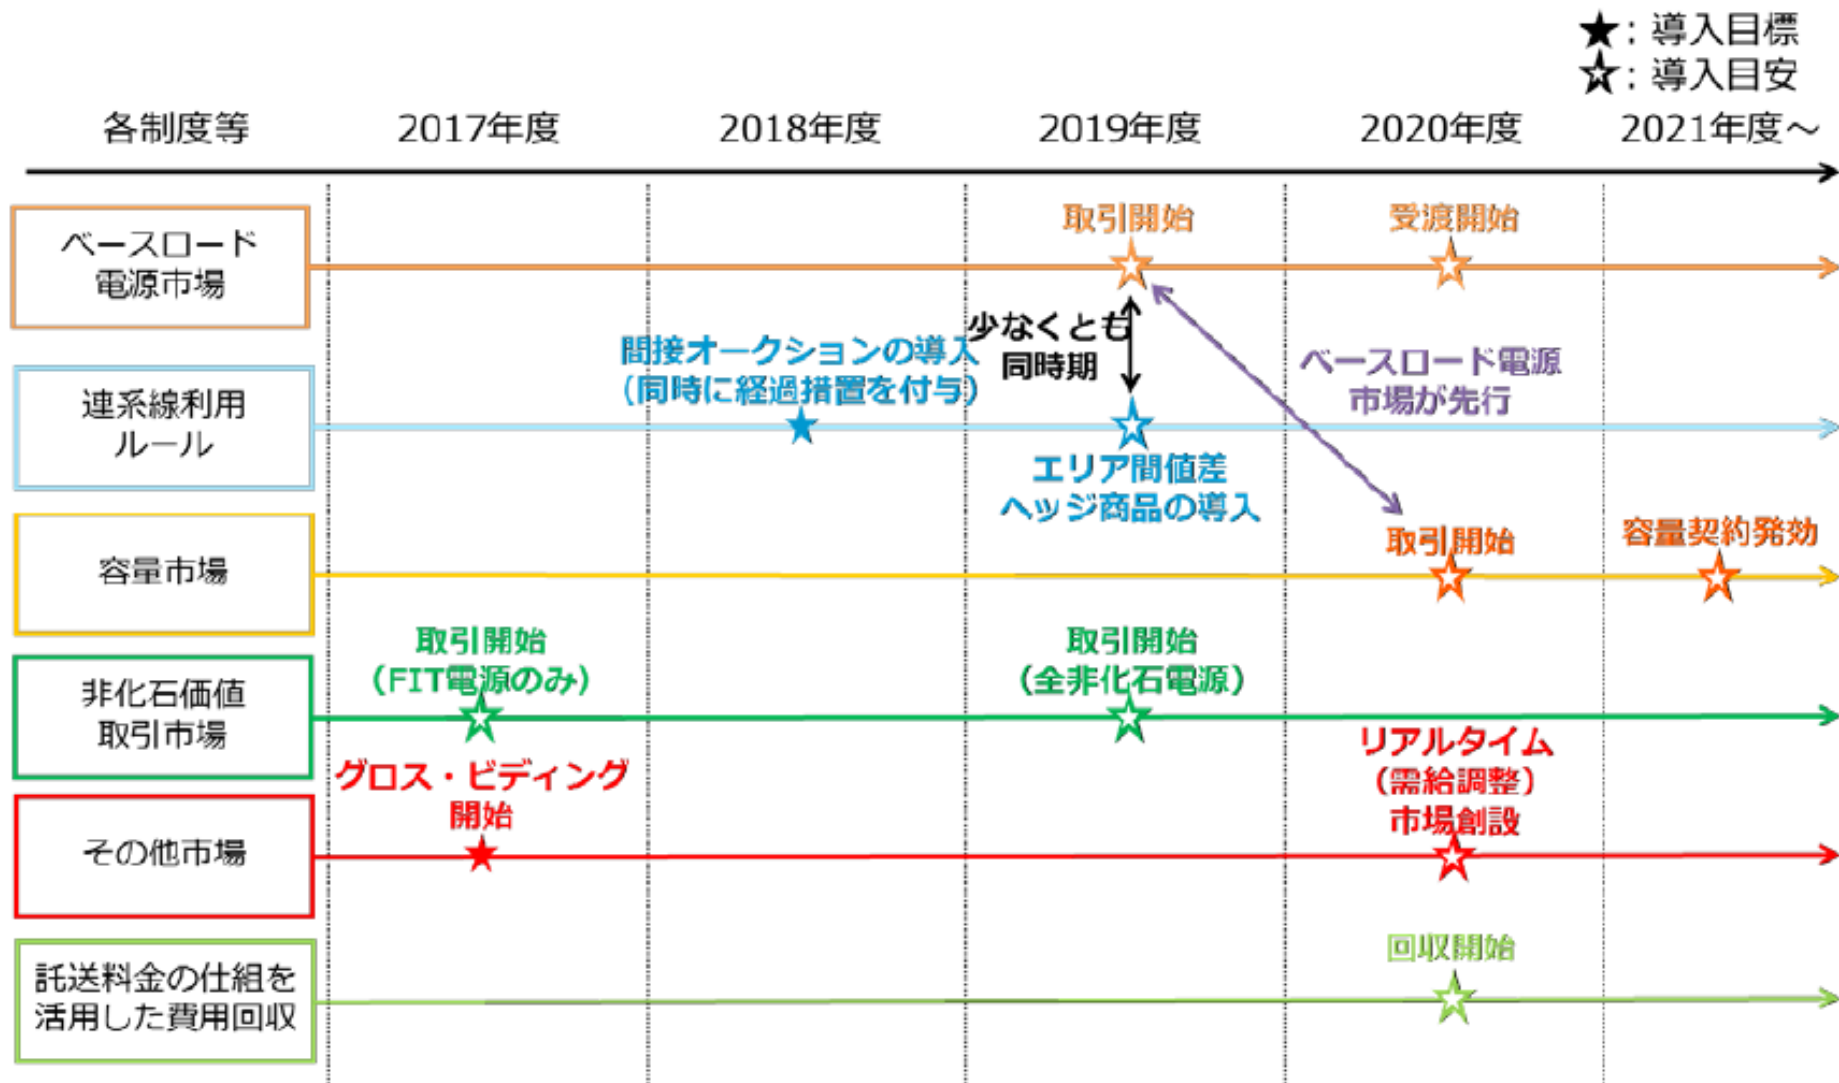 ★：導入目標
☆：導入目安
各制度等 2017年度 2018年度 2019年度 2020年度 2021年度～
ベースロード
電源市場
取引開始
受渡開始
少なくとも
同時期
ベースロード電源
市場が先行
連系線利用
ルール
間接オークションの導入
（同時に経過措置を付与）
エリア間値差
ヘッジ商品の導入
容量市場
取引開始
容量契約発効
非化石価値
取引市場
取引開始
（FIT電源のみ）
取引開始
（全非化石電源）
その他市場
グロス・ビディング
開始
リアルタイム
（需給調整）
市場創設
託送料金の仕組を
活用した費用回収
回収開始